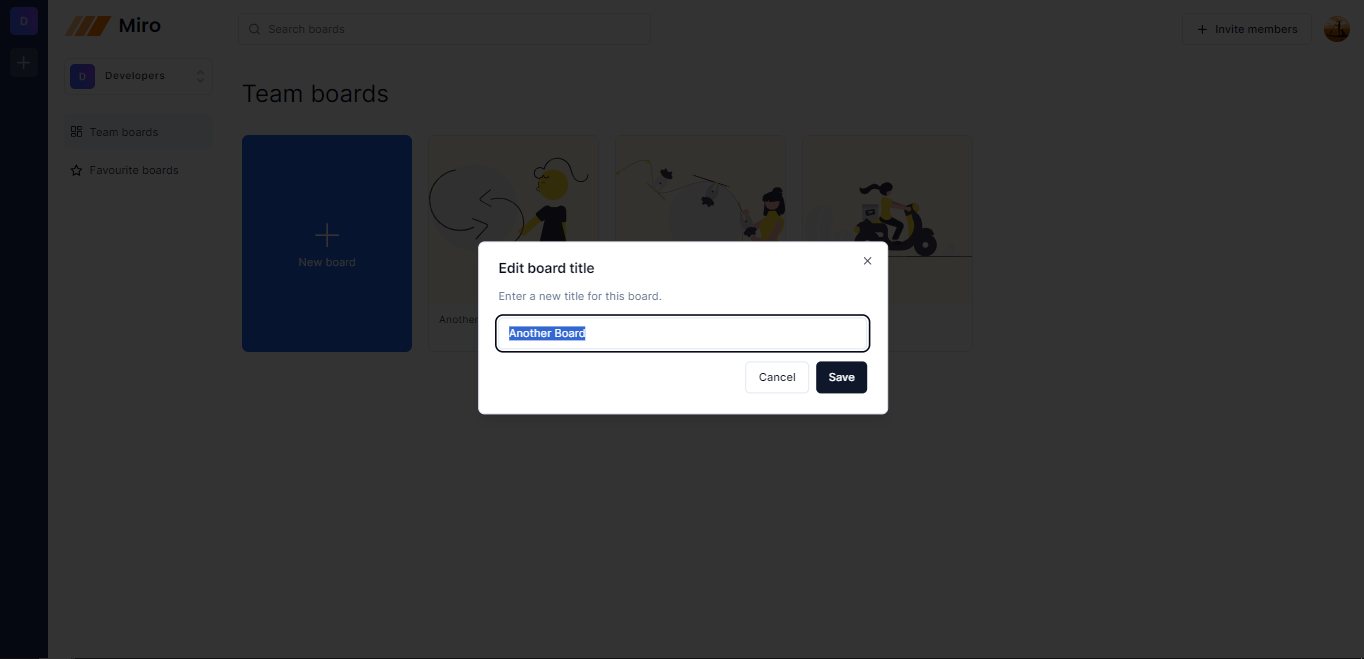 D
Miro
Search boards
Invite members
D
Developers
Team boards
Team boards
Favourite boards
New board
Another
Edit board title
Enter a new title for this board.
Another Board
Cancel
Save